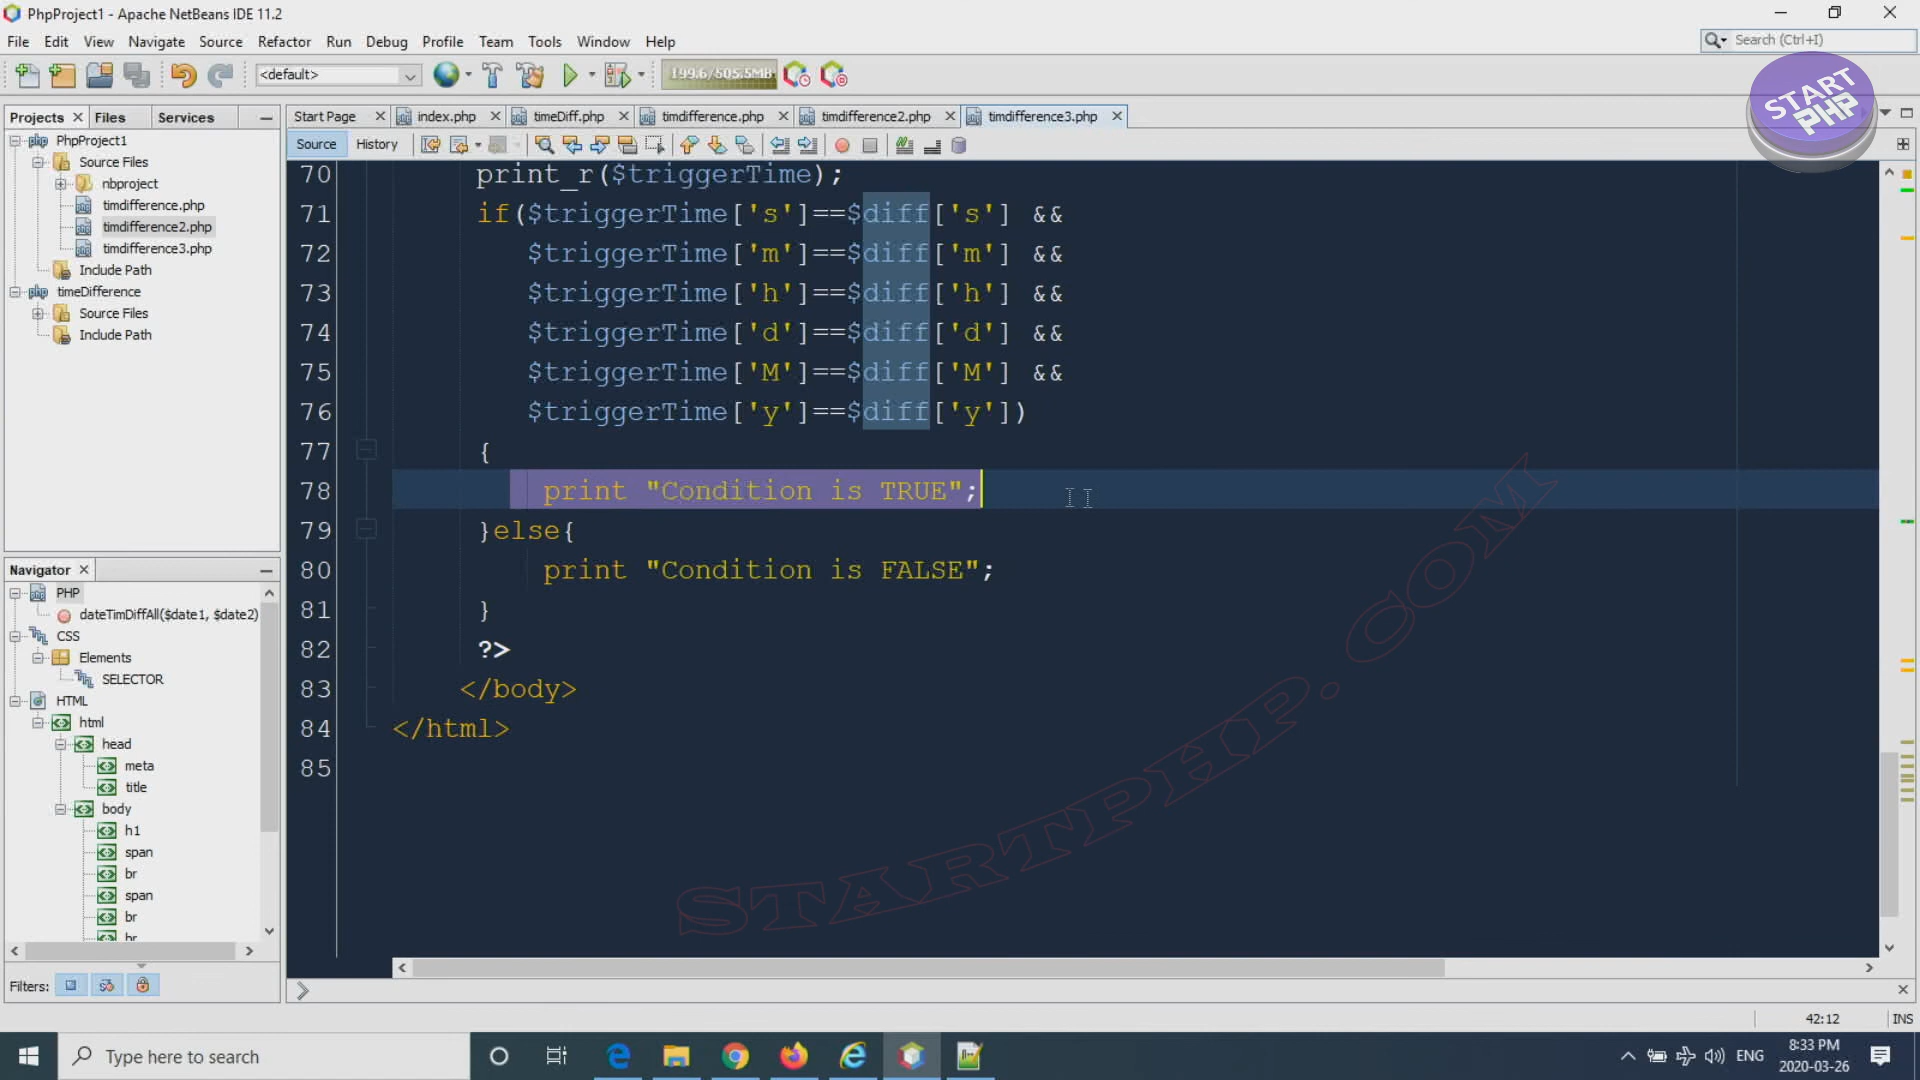 PhpProject1 - Apache NetBeans IDE 11.2
File Edit View Navigate Source Refactor Run Debug Profile Team Tools Window Help
Search (Ctrl+I)
<default>
199.6/505.5MB
START
PHP
Projects Files Services
Start Page index.php timeDiff.php timdifference.php timdifference2.php timdifference3.php
Source History
PhpProject1
Source Files
nbproject
timdifference.php
timdifference2.php
timdifference3.php
Include Path
timeDifference
Source Files
Include Path
70 print_r($triggerTime);
71 if($triggerTime['s']==$diff['s'] &&
72 $triggerTime['m']==$diff['m'] &&
73 $triggerTime['h']==$diff['h'] &&
74 $triggerTime['d']==$diff['d'] &&
75 $triggerTime['M']==$diff['M'] &&
76 $triggerTime['y']==$diff['y'])
77 {
78 print "Condition is TRUE";
79 }else{
80 print "Condition is FALSE";
81 }
82 ?>
83 </body>
84 </html>
85
STARTPHP.COM
Navigator
PHP
dateTimDiffAll($date1, $date2)
CSS
Elements
SELECTOR
HTML
html
head
meta
title
body
h1
span
br
span
br
br
Filters:
42:12 INS
Type here to search
ENG
8:33 PM
2020-03-26